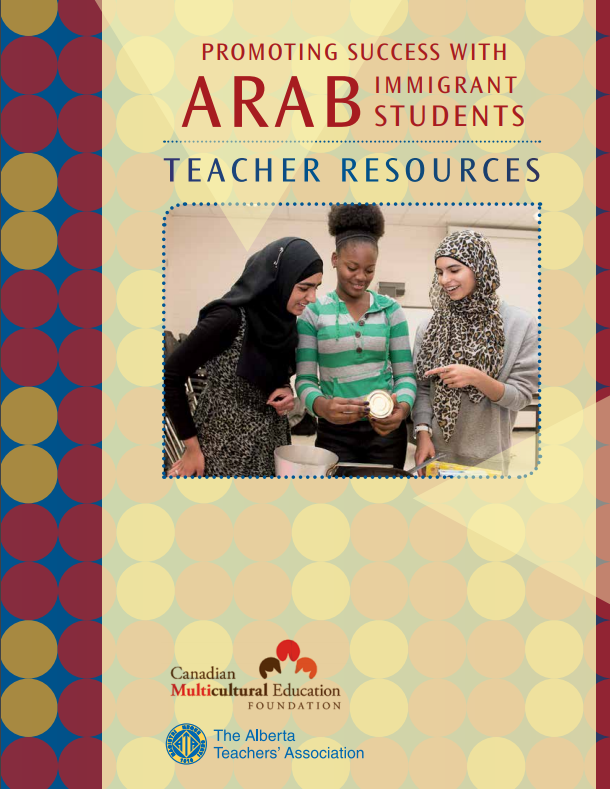 PROMOTING SUCCESS WITH
ARAB IMMIGRANT
STUDENTS
TEACHER RESOURCES
Canadian
Multicultural Education
FOUNDATION
The Alberta
Teachers' Association